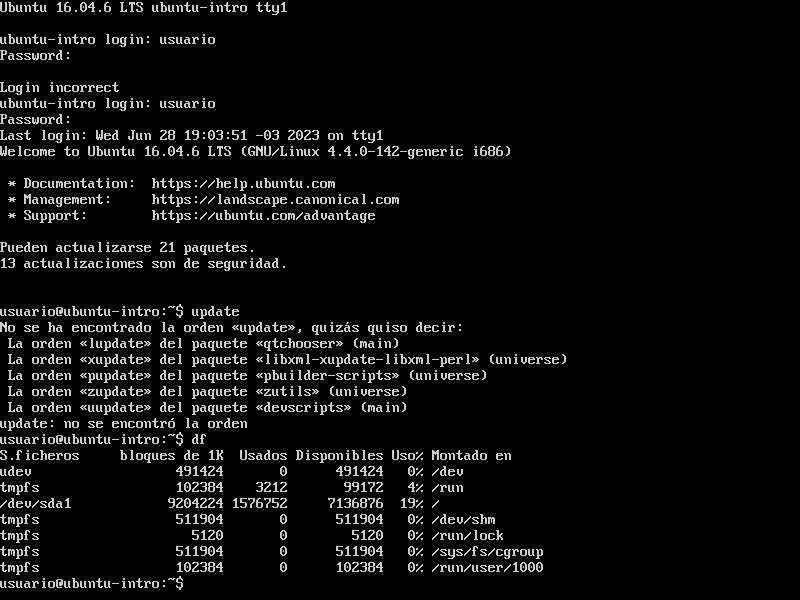 Ubuntu 16.04.6 LTS ubuntu-intro tty1
ubuntu-intro login: usuario
Password:
Login incorrect
ubuntu-intro login: usuario
Password:
Last login: Wed Jun 28 19:03:51 -03 2023 on tty1
Welcome to Ubuntu 16.04.6 LTS (GNU/Linux 4.4.0-142-generic i686)
* Documentation:  https://help.ubuntu.com
* Management:     https://landscape.canonical.com
* Support:        https://ubuntu.com/advantage
Pueden actualizarse 21 paquetes.
13 actualizaciones son de seguridad.
usuario@ubuntu-intro:~$ update
No se ha encontrado la orden «update», quizás quiso decir:
La orden «lupdate» del paquete «qtchooser» (main)
La orden «xupdate» del paquete «libxml-xupdate-libxml-perl» (universe)
La orden «pupdate» del paquete «pbuilder-scripts» (universe)
La orden «zupdate» del paquete «zutils» (universe)
La orden «uupdate» del paquete «devscripts» (main)
update: no se encontró la orden
usuario@ubuntu-intro:~$ df
S.ficheros     bloques de 1K  Usados Disponibles Uso% Montado en
udev                  491424       0      491424   0% /dev
tmpfs                 102384    3212       99172   4% /run
/dev/sda1            9204224 1576752     7136876  19% /
tmpfs                 511904       0      511904   0% /dev/shm
tmpfs                   5120       0        5120   0% /run/lock
tmpfs                 511904       0      511904   0% /sys/fs/cgroup
tmpfs                 102384       0      102384   0% /run/user/1000
usuario@ubuntu-intro:~$